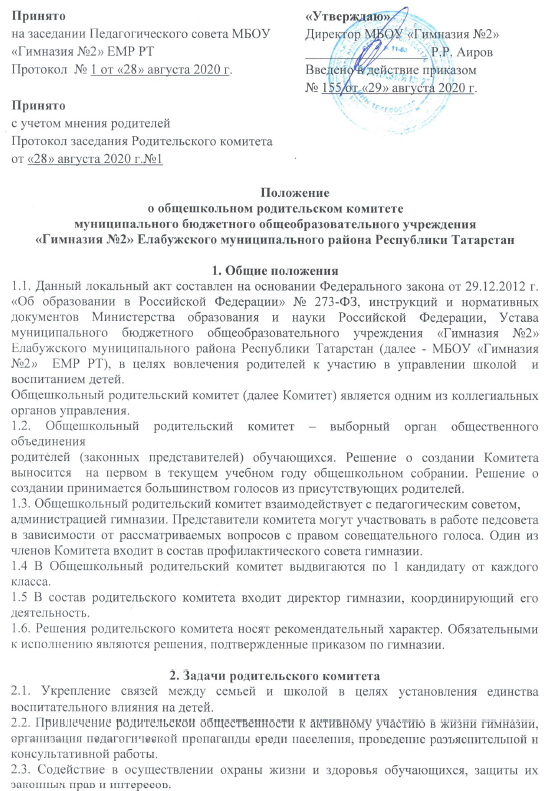 Принято
на заседании Педагогического совета МБОУ
«Гимназия №2» ЕМР РТ
Протокол № 1 от «28» августа 2020 г.
Принято
с учетом мнения родителей
Протокол заседания Родительского комитета
от «28» августа 2020 г.№1
«Утверждаю»
Директор МБОУ «Гимназия №2»
Р.Р. Аиров
Введено в действие приказом
№ 155 от «29» августа 2020 г.
Положение
о общешкольном родительском комитете
муниципального бюджетного общеобразовательного учреждения
«Гимназия №2» Елабужского муниципального района Республики Татарстан
1. Общие положения
1.1. Данный локальный акт составлен на основании Федерального закона от 29.12.2012 г.
«Об образовании в Российской Федерации» № 273-ФЗ, инструкций и нормативных
документов Министерства образования и науки Российской Федерации, Устава
муниципального бюджетного общеобразовательного учреждения «Гимназия №2»
Елабужского муниципального района Республики Татарстан (далее - МБОУ «Гимназия
№2» ЕМР РТ), в целях вовлечения родителей к участию в управлении школой и
воспитанием детей.
Общешкольный родительский комитет (далее Комитет) является одним из коллегиальных
органов управления.
1.2. Общешкольный родительский комитет – выборный орган общественного
объединения
родителей (законных представителей) обучающихся. Решение о создании Комитета
выносится на первом в текущем учебном году общешкольном собрании. Решение о
создании принимается большинством голосов из присутствующих родителей.
1.3. Общешкольный родительский комитет взаимодействует с педагогическим советом,
администрацией гимназии. Представители комитета могут участвовать в работе педсовета
в зависимости от рассматриваемых вопросов с правом совещательного голоса. Один из
членов Комитета входит в состав профилактического совета гимназии.
1.4 В Общешкольный родительский комитет выдвигаются по 1 кандидату от каждого
класса.
1.5 В состав родительского комитета входит директор гимназии, координирующий его
деятельность.
1.6. Решения родительского комитета носят рекомендательный характер. Обязательными
к исполнению являются решения, подтвержденные приказом по гимназии.
2. Задачи родительского комитета
2.1. Укрепление связей между семьей и школой в целях установления единства
воспитательного влияния на детей.
2.2. Привлечение родительской общественности к активному участию в жизни гимназии,
организация педагогической пропаганды среди населения, проведение разъяснительной и
консультативной работы.
2.3. Содействие в осуществлении охраны жизни и здоровья обучающихся, защиты их
законных прав и интересов.